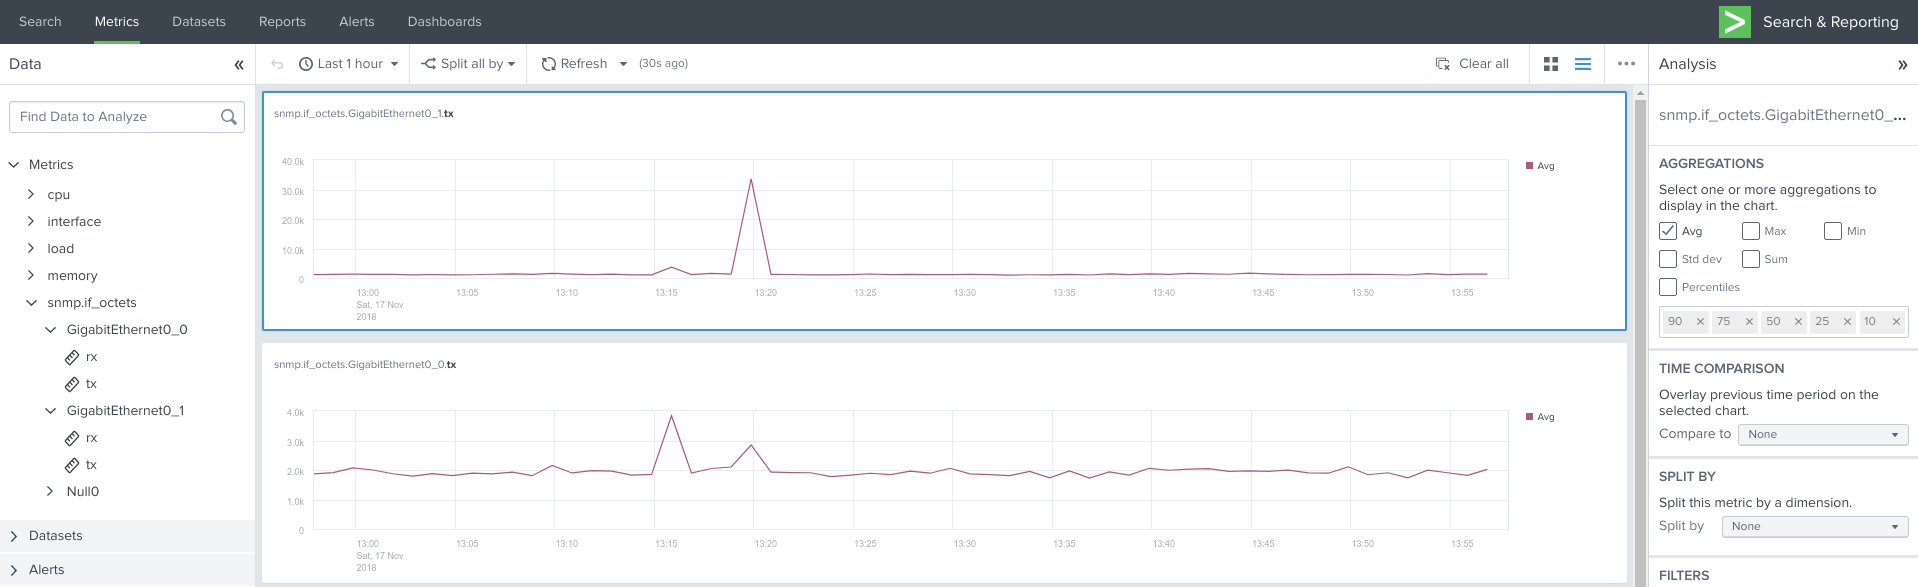 Search Metrics Datasets Reports Alerts Dashboards Search & Reporting
Data «
Last 1 hour Split all by Refresh (30s ago) Clear all
Analysis »
Find Data to Analyze
Metrics
cpu
interface
load
memory
snmp.if_octets
GigabitEthernet0_0
rx
tx
GigabitEthernet0_1
rx
tx
Null0
Datasets
Alerts
snmp.if_octets.GigabitEthernet0_1.tx
40.0k
30.0k
20.0k
10.0k
0
13:00 13:05 13:10 13:15 13:20 13:25 13:30 13:35 13:40 13:45 13:50 13:55
Sat, 17 Nov
2018
Avg
snmp.if_octets.GigabitEthernet0_0.tx
4.0k
3.0k
2.0k
1.0k
0
13:00 13:05 13:10 13:15 13:20 13:25 13:30 13:35 13:40 13:45 13:50 13:55
Sat, 17 Nov
2018
Avg
snmp.if_octets.GigabitEthernet0_...
AGGREGATIONS
Select one or more aggregations to
display in the chart.
Avg Max Min
Std dev Sum
Percentiles
90 × 75 × 50 × 25 × 10 ×
TIME COMPARISON
Overlay previous time period on the
selected chart.
Compare to None
SPLIT BY
Split this metric by a dimension.
Split by None
FILTERS